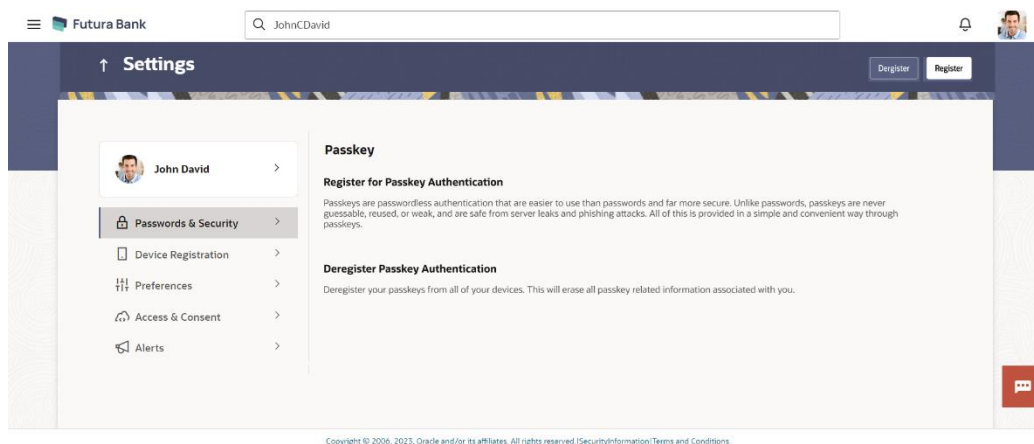 Futura Bank
JohnCDavid
Settings
Dergister
Register
John David
Passwords & Security
Device Registration
Preferences
Access & Consent
Alerts
Passkey
Register for Passkey Authentication
Passkeys are passwordless authentication that are easier to use than passwords and far more secure. Unlike passwords, passkeys are never
guessable, reused, or weak, and are safe from server leaks and phishing attacks. All of this is provided in a simple and convenient way through
passkeys.
Deregister Passkey Authentication
Deregister your passkeys from all of your devices. This will erase all passkey related information associated with you.
Copyright © 2006, 2023, Oracle and/or its affiliates. All rights reserved.|SecurityInformation|Terms and Conditions